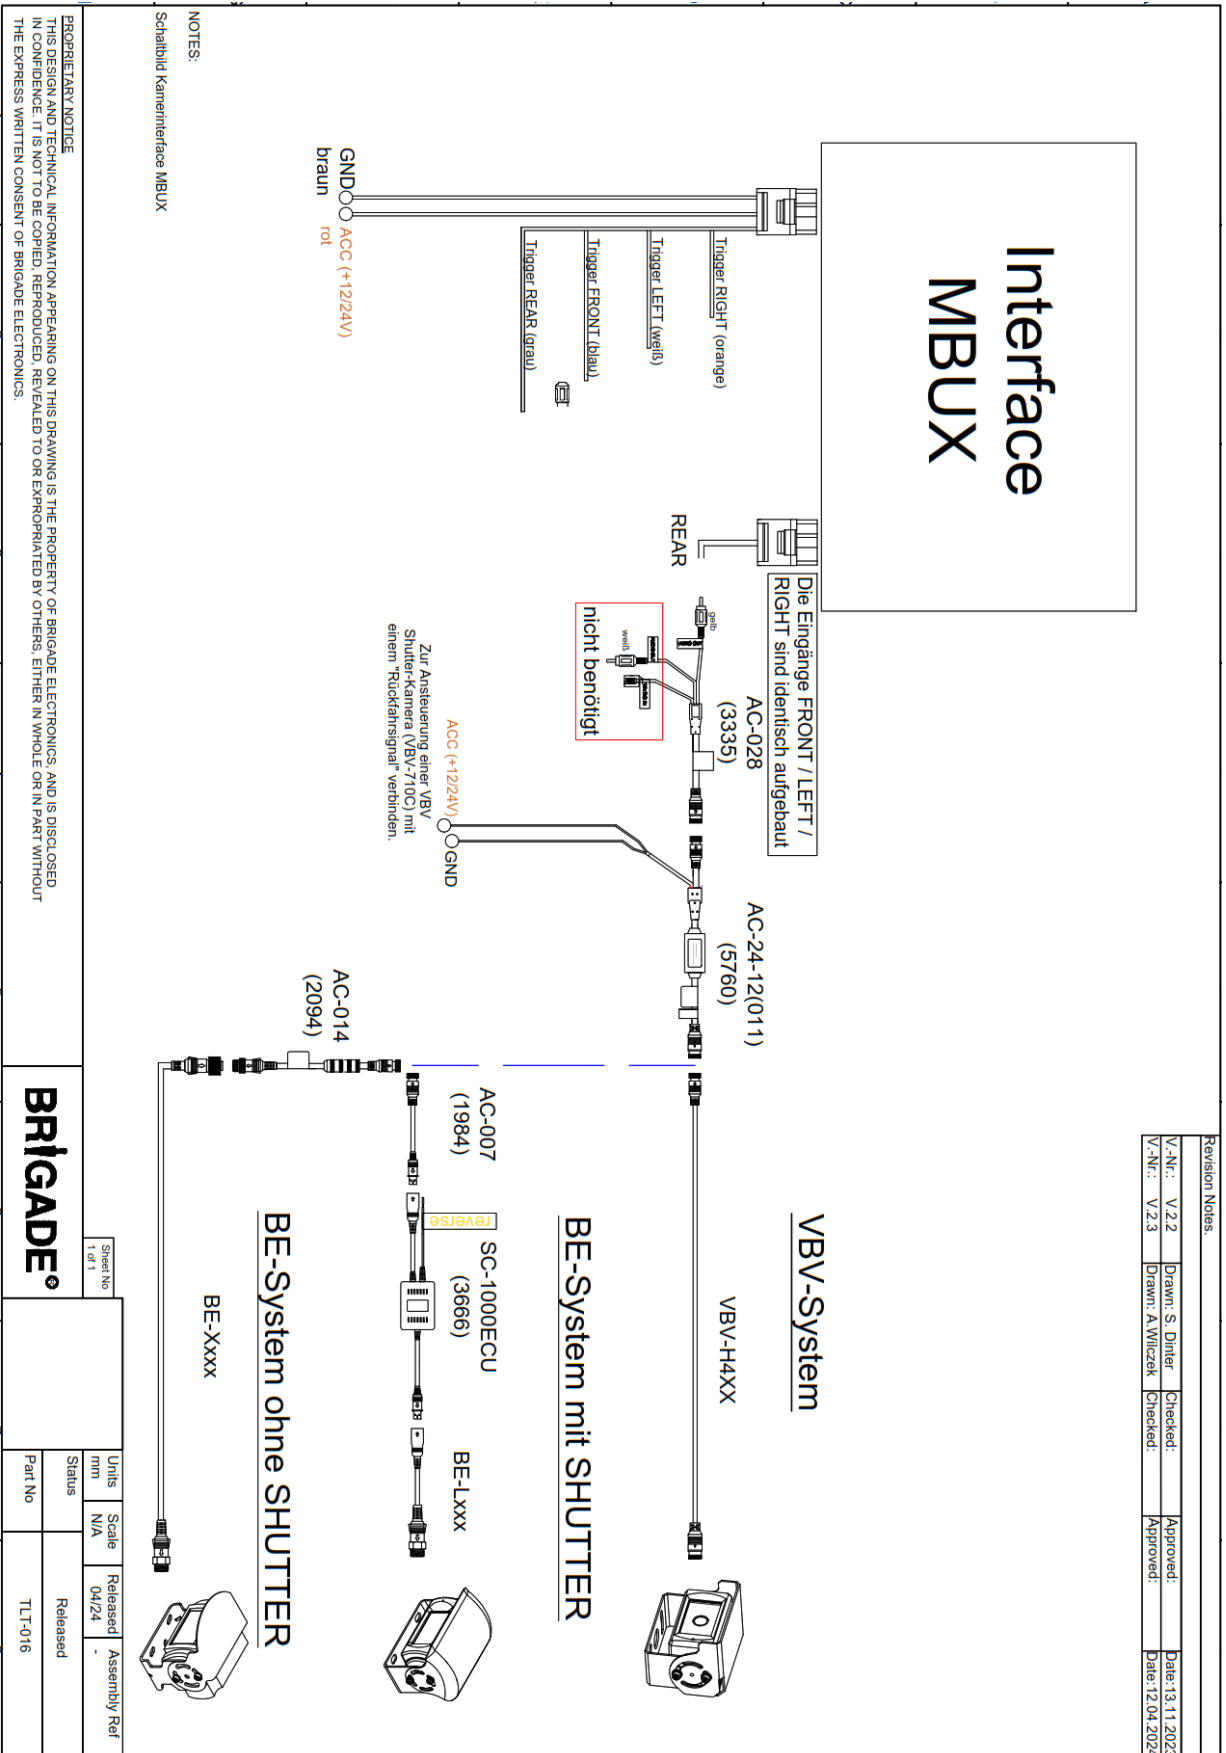 Revision Notes.
V.-Nr.: V.2.2 Drawn: S. Dinter Checked: Approved: Date:13.11.2023
V.-Nr.: V.2.3 Drawn: A.Wilczek Checked: Approved: Date:12.04.2024
Interface
MBUX
Die Eingänge FRONT / LEFT /
RIGHT sind identisch aufgebaut
Trigger RIGHT (orange)
Trigger LEFT (weiß)
Trigger FRONT (blau)
Trigger REAR (grau)
GND
braun
ACC (+12/24V)
rot
REAR
gelb
weiß
nicht benötigt
AC-028
(3335)
AC-24-12(011)
(5760)
ACC (+12/24V)
GND
Zur Ansteuerung einer VBV
Shutter-Kamera (VBV-710C) mit
einem "Rückfahrsignal" verbinden.
VBV-System
VBV-H4XX
BE-System mit SHUTTER
AC-007
(1984)
reverse
SC-1000ECU
(3666)
BE-Lxxx
BE-System ohne SHUTTER
AC-014
(2094)
BE-Xxxx
NOTES:
Schaltbild Kamerinterface MBUX
PROPRIETARY NOTICE
THIS DESIGN AND TECHNICAL INFORMATION APPEARING ON THIS DRAWING IS THE PROPERTY OF BRIGADE ELECTRONICS, AND IS DISCLOSED
IN CONFIDENCE. IT IS NOT TO BE COPIED, REPRODUCED, REVEALED TO OR EXPROPRIATED BY OTHERS, EITHER IN WHOLE OR IN PART WITHOUT
THE EXPRESS WRITTEN CONSENT OF BRIGADE ELECTRONICS.
BRIGADE
Sheet No
1 of 1
Units
mm
Scale
N/A
Released
04/24
Assembly Ref
-
Status
Released
Part No
TLT-016